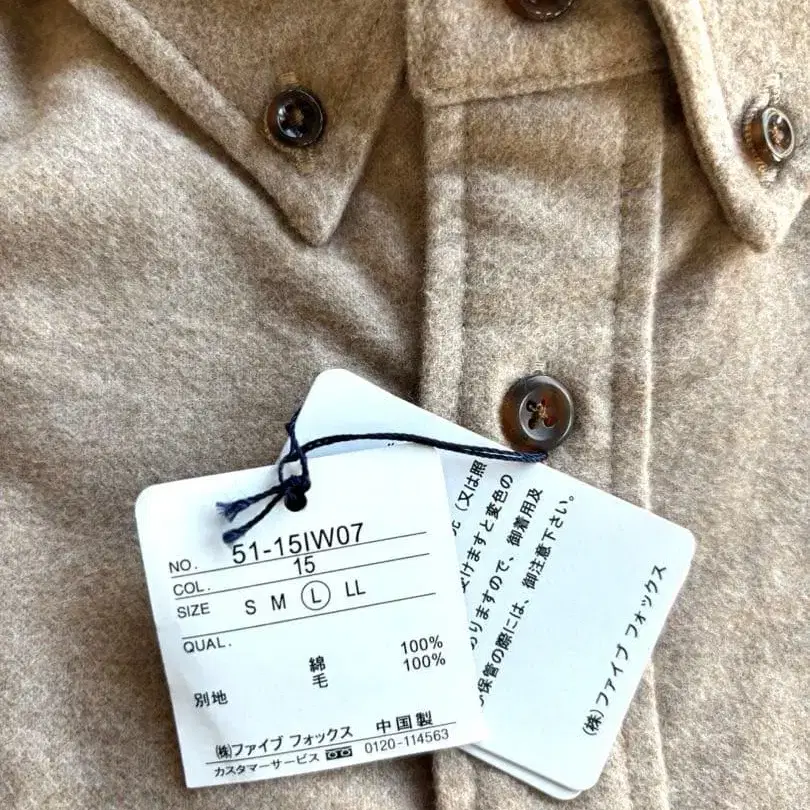 NO. 51-15IW07
COL. 15
SIZE S M L LL
QUAL.
綿 100%
別地 毛 100%
㈱ファイブ フォックス 中国製
カスタマーサービス 0120-114563
(又は照
受けますと変色の
りますので、御着用及
保管の際には、御注意下さい。
(株)ファイブ フォックス